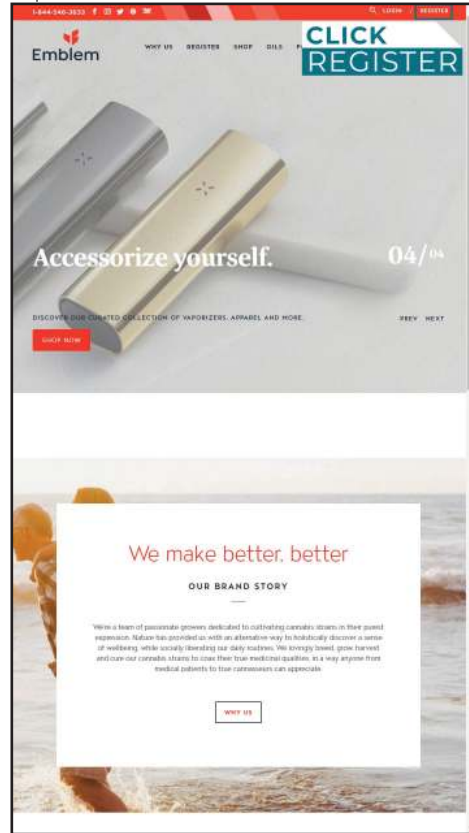 1-844-546-3633
LOGIN / REGISTER
Emblem
WHY US REGISTER SHOP OILS
CLICK
REGISTER
Accessorize yourself.
04/04
DISCOVER OUR CURATED COLLECTION OF VAPORIZERS, APPAREL AND MORE.
PREV NEXT
SHOP NOW
We make better, better
OUR BRAND STORY
We're a team of passionate growers dedicated to cultivating cannabis strains in their purest
expression. Nature has provided us with an alternative way to holistically discover a sense
of wellbeing, while socially liberating our daily routines. We lovingly breed, grow, harvest
and cure our cannabis strains to coax their true medicinal qualities, in a way anyone from
medical patients to true connoisseurs can appreciate.
WHY US